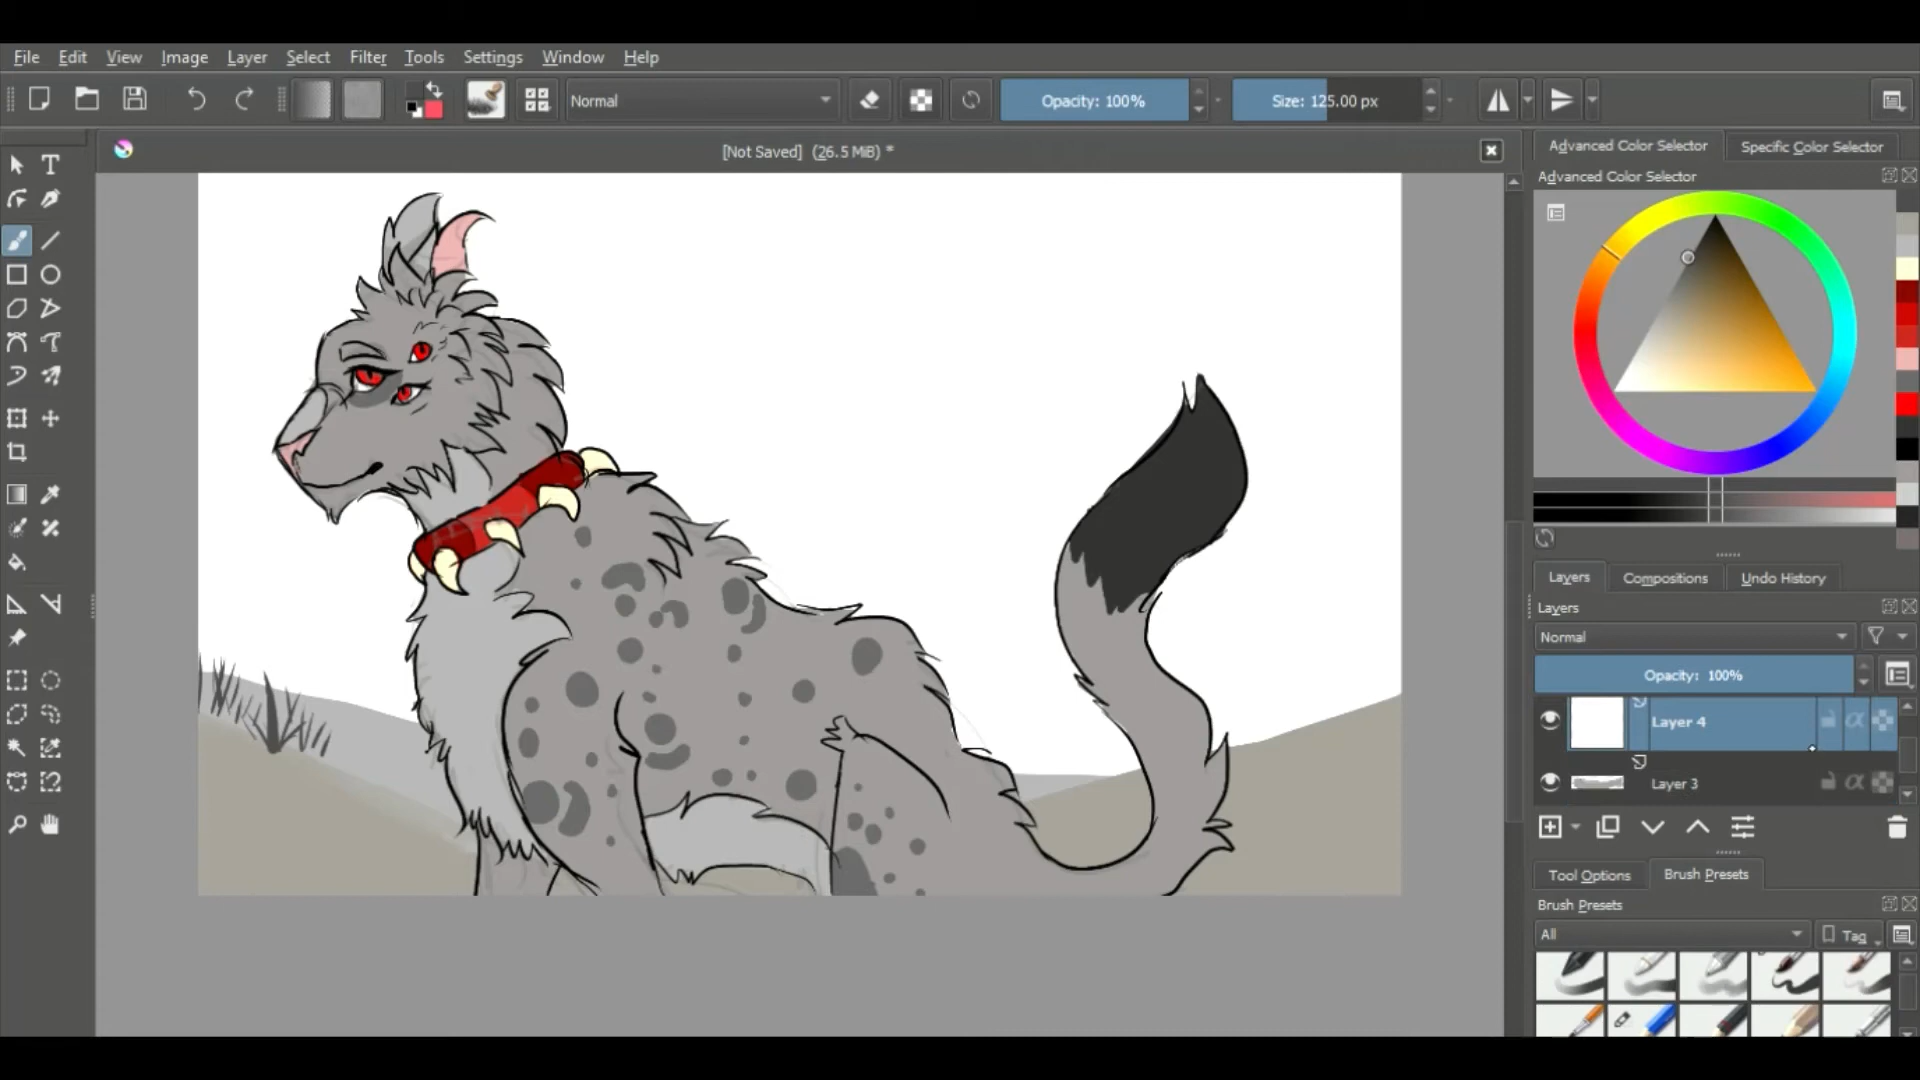 File Edit View Image Layer Select Filter Tools Settings Window Help
Normal Opacity: 100% Size: 125.00 px
[Not Saved] (26.5 MiB) *
Advanced Color Selector Specific Color Selector
Advanced Color Selector
Layers Compositions Undo History
Layers
Normal
Opacity: 100%
Layer 4
Layer 3
Tool Options Brush Presets
Brush Presets
All Tag